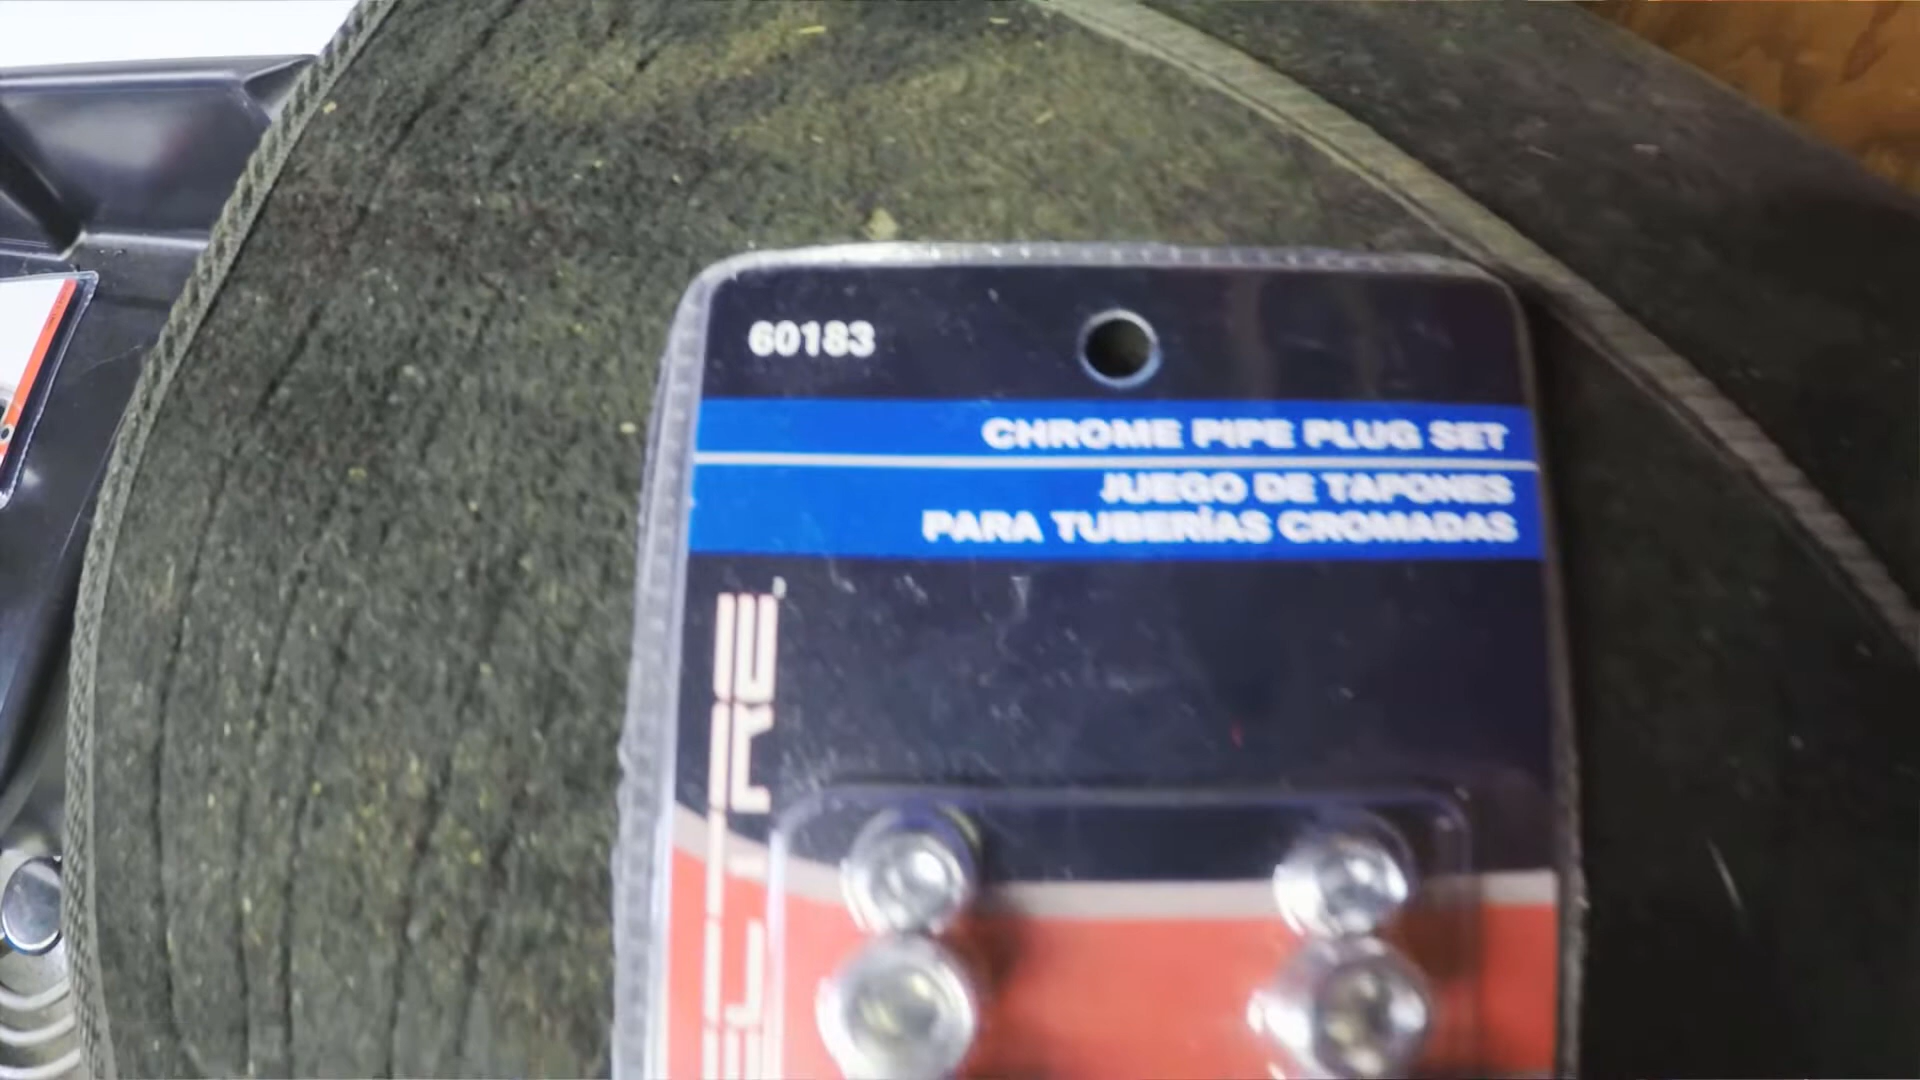 60183
CHROME PIPE PLUG SET
JUEGO DE TAPONES
PARA TUBERÍAS CROMADAS